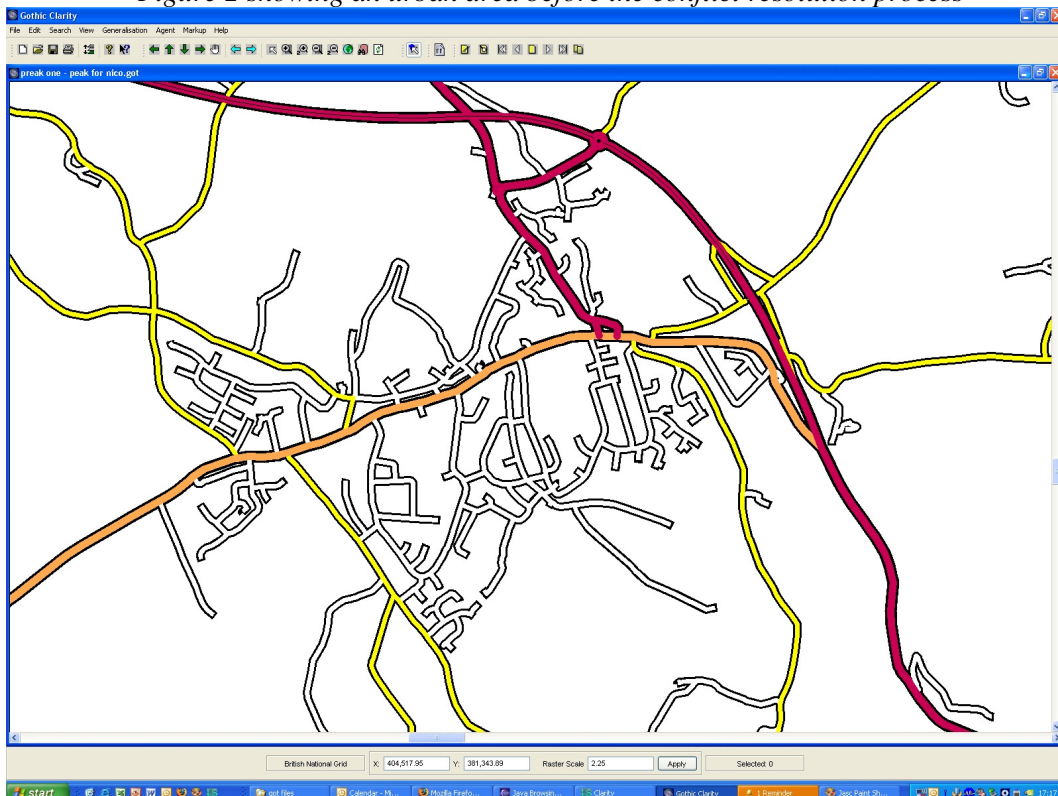 Figure 2 showing an urban area before the conflict resolution process
Gothic Clarity
File Edit Search View Generalisation Agent Markup Help
preak one - peak for nico.got
British National Grid X: 404,517.95 Y: 381,343.89 Raster Scale 2.25 Apply Selected: 0
start got files Calendar - Mi... Mozilla Firefo... Java Browsin... Clarity Gothic Clarity 1 Reminder Jasc Paint Sh... 17:17